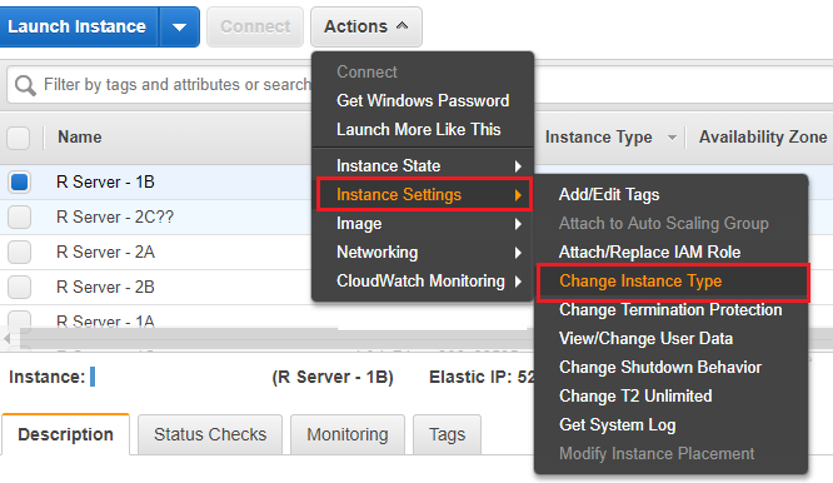 Launch Instance
Connect
Actions
Filter by tags and attributes or search
Connect
Get Windows Password
Launch More Like This
Instance State
Instance Settings
Image
Networking
CloudWatch Monitoring
Name
Instance Type
Availability Zone
R Server - 1B
R Server - 2C??
R Server - 2A
R Server - 2B
R Server - 1A
Add/Edit Tags
Attach to Auto Scaling Group
Attach/Replace IAM Role
Change Instance Type
Change Termination Protection
View/Change User Data
Change Shutdown Behavior
Change T2 Unlimited
Get System Log
Modify Instance Placement
Instance: (R Server - 1B) Elastic IP: 52
Description
Status Checks
Monitoring
Tags